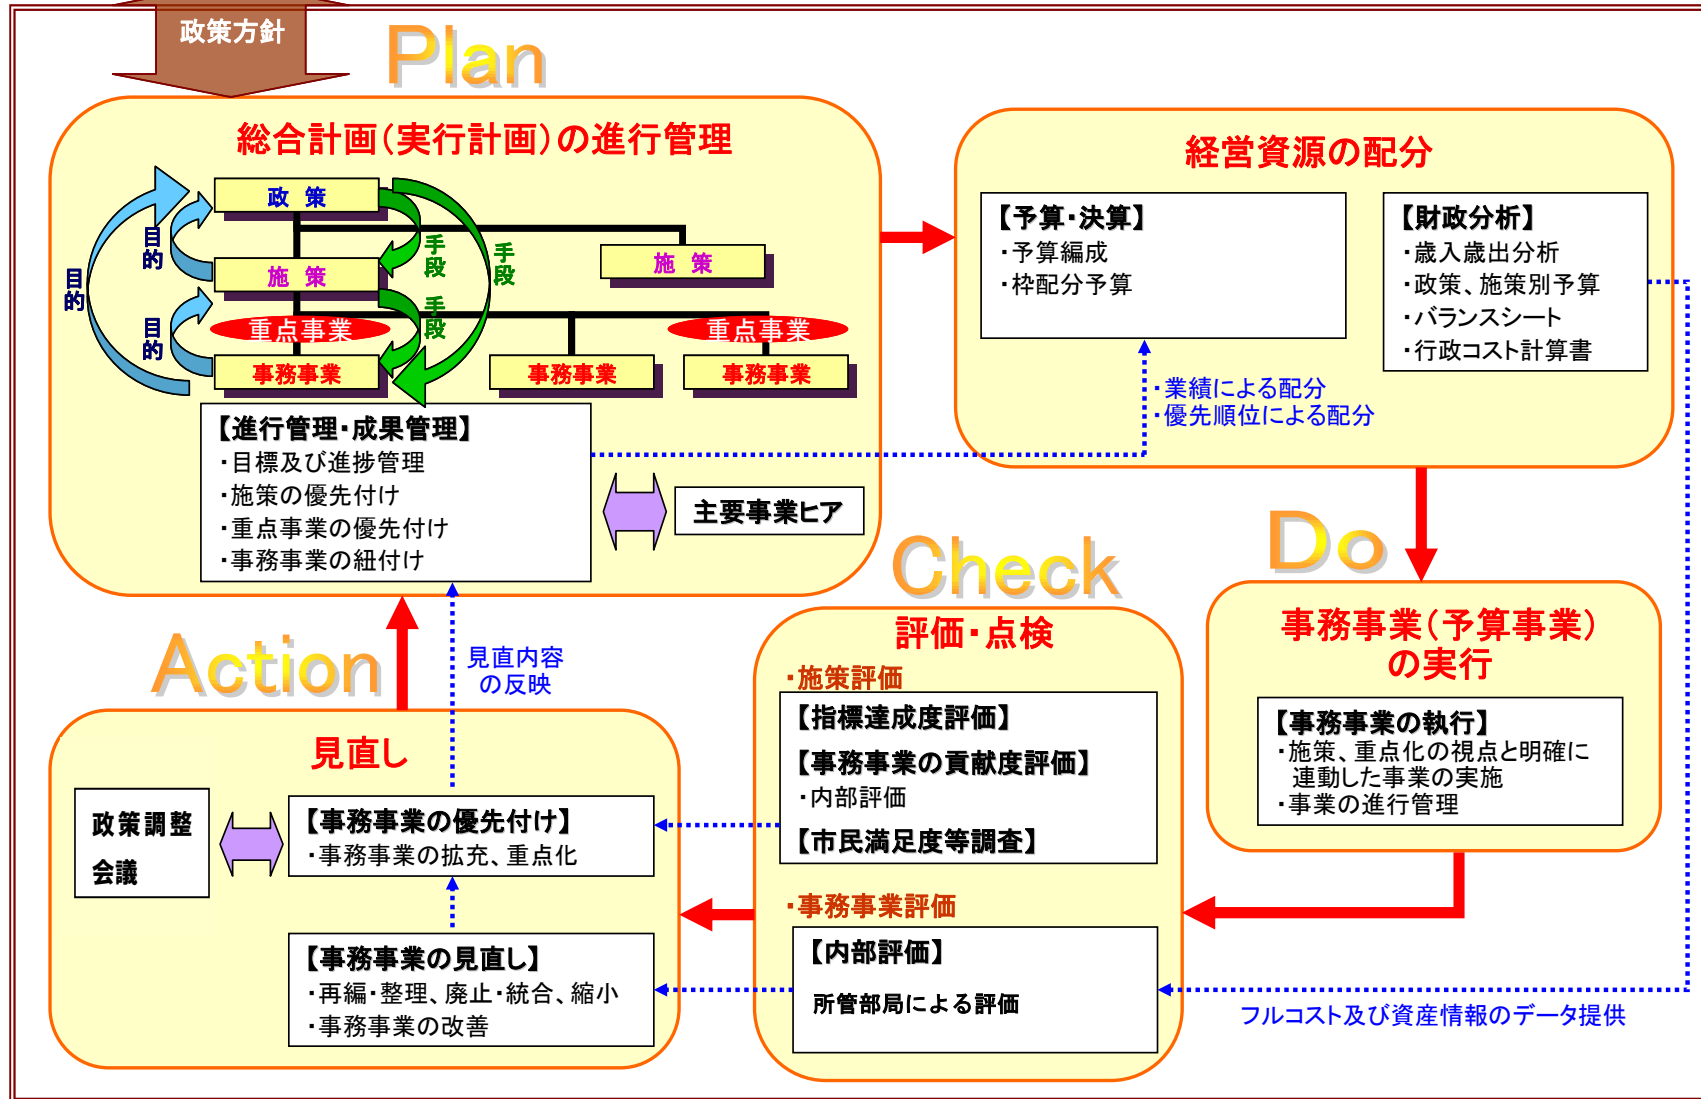 政策方針
Plan
総合計画(実行計画)の進行管理
政 策
目的
目的
手段
手段
施 策
施 策
目的
手段
重点事業
重点事業
事務事業
事務事業
事務事業
【進行管理・成果管理】
・目標及び進捗管理
・施策の優先付け
・重点事業の優先付け
・事務事業の紐付け
主要事業ヒア
経営資源の配分
【予算・決算】
・予算編成
・枠配分予算
【財政分析】
・歳入歳出分析
・政策、施策別予算
・バランスシート
・行政コスト計算書
・業績による配分
・優先順位による配分
Do
事務事業(予算事業)
の実行
【事務事業の執行】
・施策、重点化の視点と明確に
連動した事業の実施
・事業の進行管理
Check
評価・点検
・施策評価
【指標達成度評価】
【事務事業の貢献度評価】
・内部評価
【市民満足度等調査】
・事務事業評価
【内部評価】
所管部局による評価
フルコスト及び資産情報のデータ提供
Action
見直内容
の反映
見直し
政策調整
会議
【事務事業の優先付け】
・事務事業の拡充、重点化
【事務事業の見直し】
・再編・整理、廃止・統合、縮小
・事務事業の改善